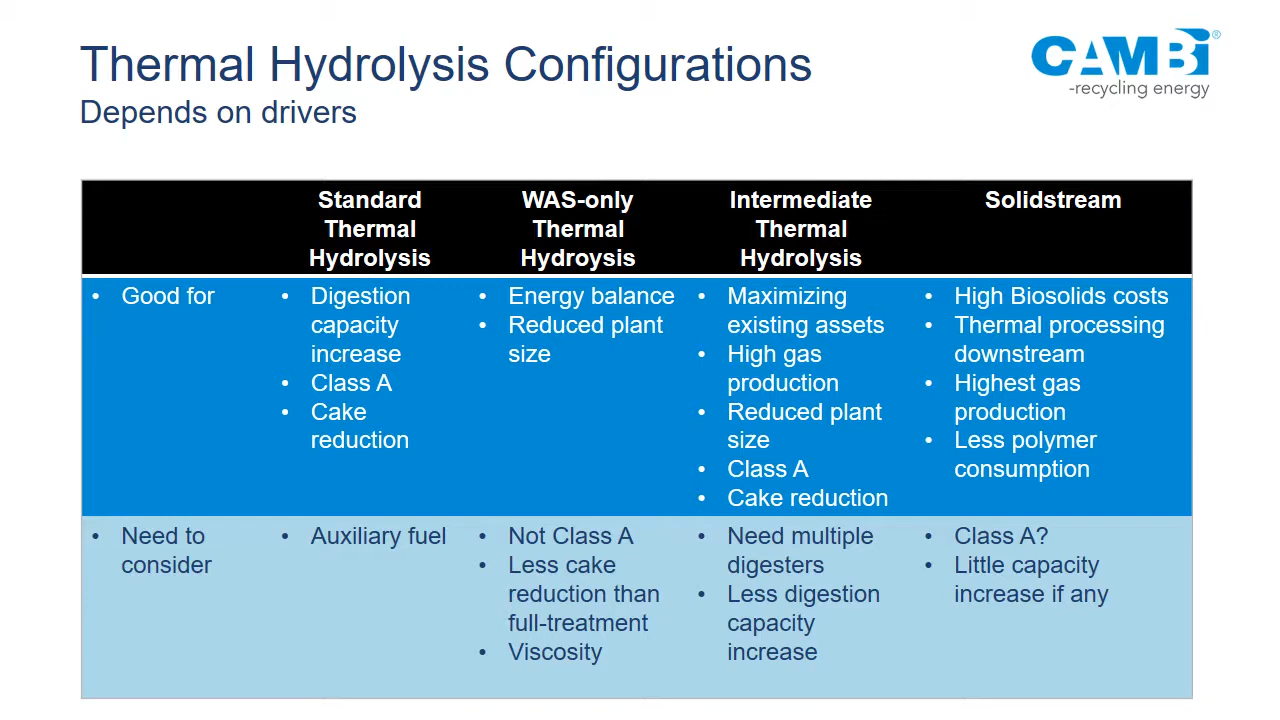 Thermal Hydrolysis Configurations
Depends on drivers
CAMBi®
-recycling energy
Standard
Thermal
Hydrolysis
WAS-only
Thermal
Hydroysis
Intermediate
Thermal
Hydrolysis
Solidstream
• Good for
• Digestion
capacity
increase
• Class A
• Cake
reduction
• Energy balance
• Reduced plant
size
• Maximizing
existing assets
• High gas
production
• Reduced plant
size
• Class A
• Cake reduction
• High Biosolids costs
• Thermal processing
downstream
• Highest gas
production
• Less polymer
consumption
• Need to
consider
• Auxiliary fuel
• Not Class A
• Less cake
reduction than
full-treatment
• Viscosity
• Need multiple
digesters
• Less digestion
capacity
increase
• Class A?
• Little capacity
increase if any